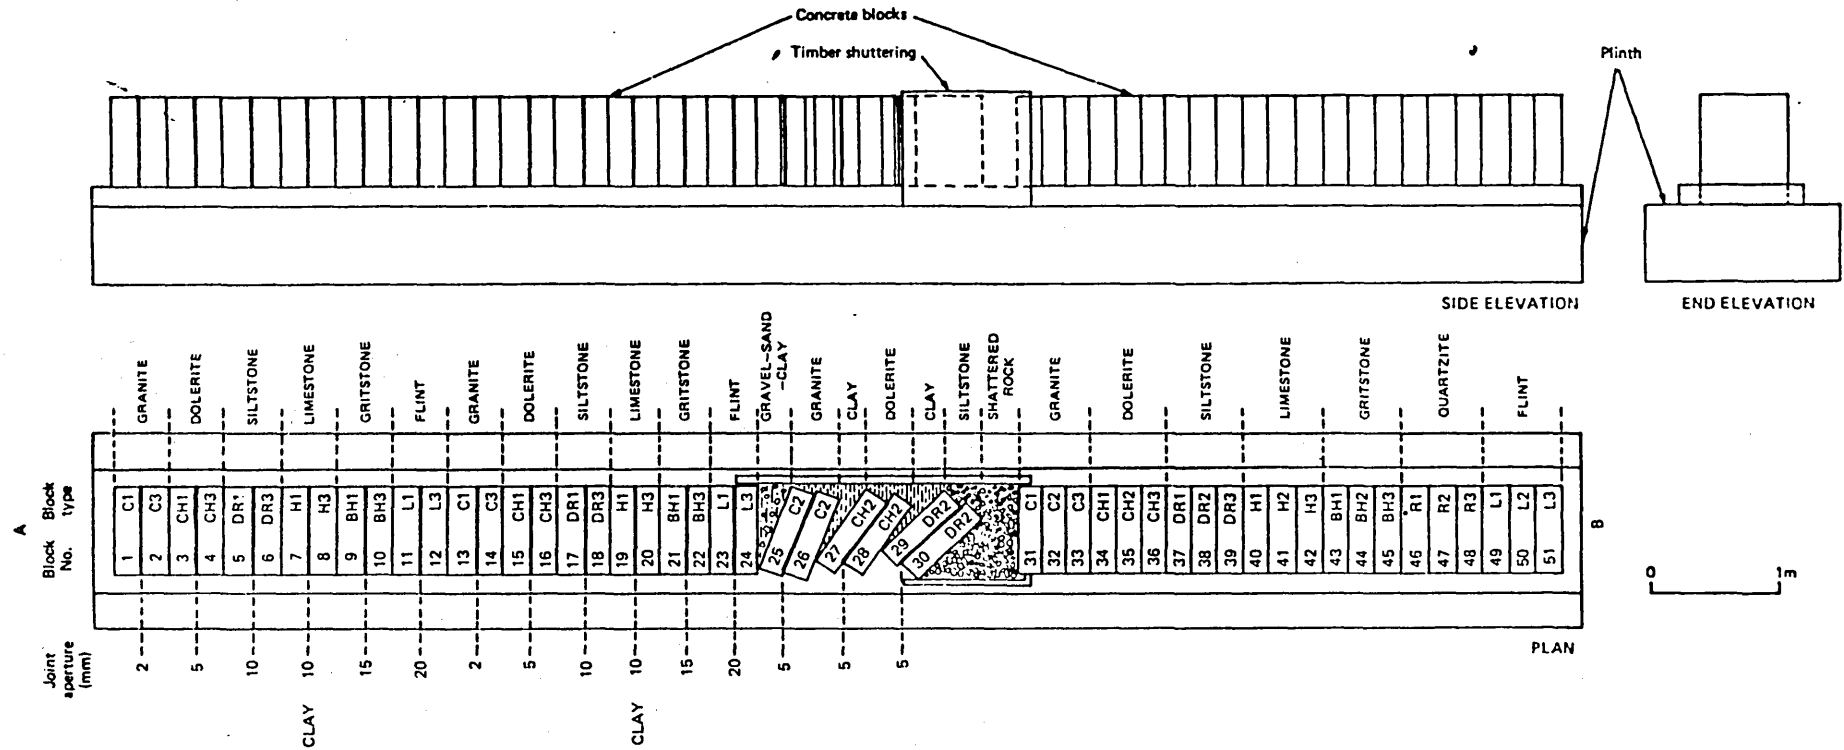 Concrete blocks
Timber shuttering
Plinth
SIDE ELEVATION
END ELEVATION
GRANITE
DOLERITE
SILTSTONE
LIMESTONE
GRITSTONE
FLINT
GRANITE
DOLERITE
SILTSTONE
LIMESTONE
GRITSTONE
FLINT
GRAVEL-SAND
-CLAY
GRANITE
CLAY
DOLERITE
CLAY
SILTSTONE
SHATTERED
ROCK
GRANITE
DOLERITE
SILTSTONE
LIMESTONE
GRITSTONE
QUARTZITE
FLINT
A
Block
type
C1 C3 CH1 CH3 DR1 DR3 H1 H3 BH1 BH3 L1 L3 C1 C3 CH1 CH3 DR1 DR3 H1 H3 BH1 BH3 L1 L3 C2 C2 CH2 CH2 DR2 DR2 C1 C2 C3 CH1 CH2 CH3 DR1 DR2 DR3 H1 H2 H3 BH1 BH2 BH3 R1 R2 R3 L1 L2 L3
B
Block
No.
1 2 3 4 5 6 7 8 9 10 11 12 13 14 15 16 17 18 19 20 21 22 23 24 25 26 27 28 29 30 31 32 33 34 35 36 37 38 39 40 41 42 43 44 45 46 47 48 49 50 51
0 1m
PLAN
Joint
aperture
(mm)
2 5 10 10 15 20 2 5 10 10 15 20 5 5 5
CLAY
CLAY